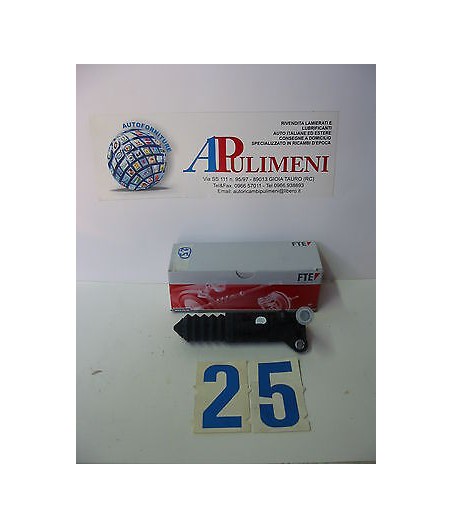 RIVENDITA LAMIERATI E
LUBRIFICANTI
AUTO ITALIANE ED ESTERE
CONSEGNE A DOMICILIO
SPECIALIZZATO IN RICAMBI D'EPOCA
AUTOFORNITURE
APULIMENI
Via SS 111 n. 95/97 - 89013 GIOIA TAURO (RC)
Tel&Fax. 0966 57011 - Tel 0966.938893
Email: autoricambipulimeni@libero.it
FTE
FTE
25